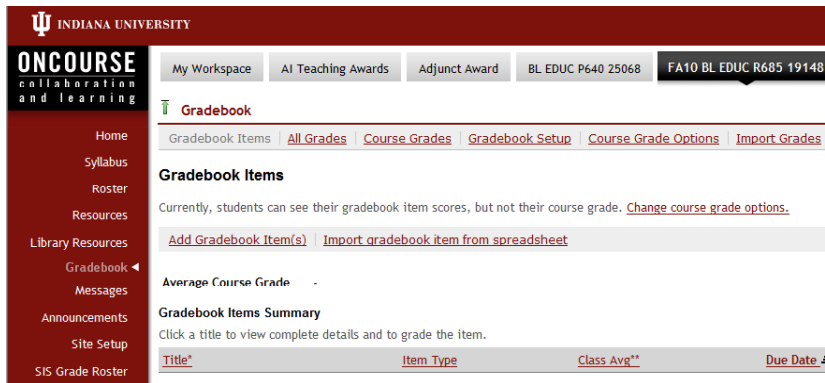 INDIANA UNIVERSITY
ONCOURSE
collaboration
and learning
My Workspace AI Teaching Awards Adjunct Award BL EDUC P640 25068 FA10 BL EDUC R685 19148
Gradebook
Home
Syllabus
Roster
Resources
Library Resources
Gradebook
Messages
Announcements
Site Setup
SIS Grade Roster
Gradebook Items All Grades Course Grades Gradebook Setup Course Grade Options Import Grades
Gradebook Items
Currently, students can see their gradebook item scores, but not their course grade. Change course grade options.
Add Gradebook Item(s) Import gradebook item from spreadsheet
Average Course Grade -
Gradebook Items Summary
Click a title to view complete details and to grade the item.
Title* Item Type Class Avg** Due Date